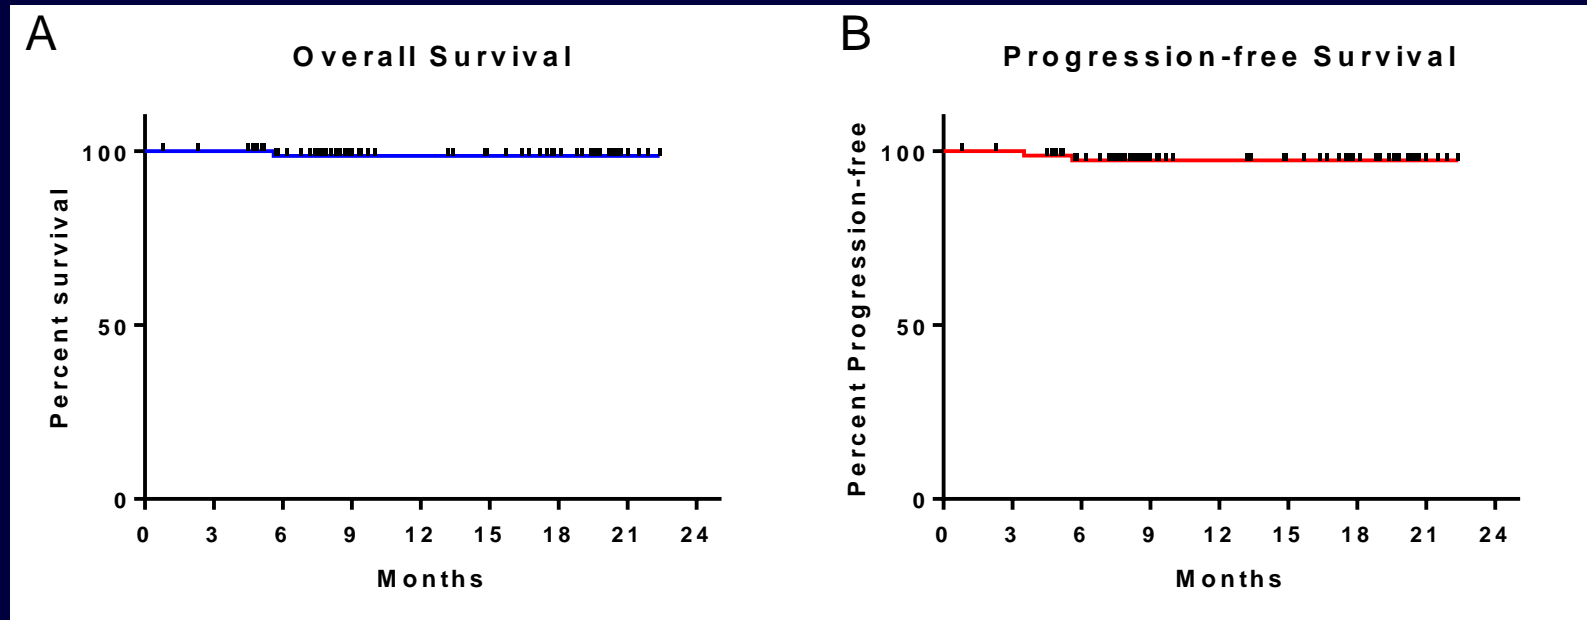 A
Overall Survival
Percent survival
100
50
0
0 3 6 9 12 15 18 21 24
Months
B
Progression-free Survival
Percent Progression-free
100
50
0
0 3 6 9 12 15 18 21 24
Months